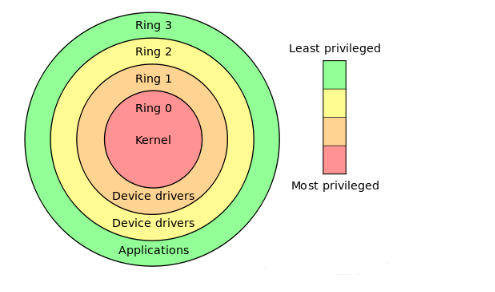 Ring 3
Ring 2
Ring 1
Ring 0
Kernel
Device drivers
Device drivers
Applications
Least privileged
Most privileged